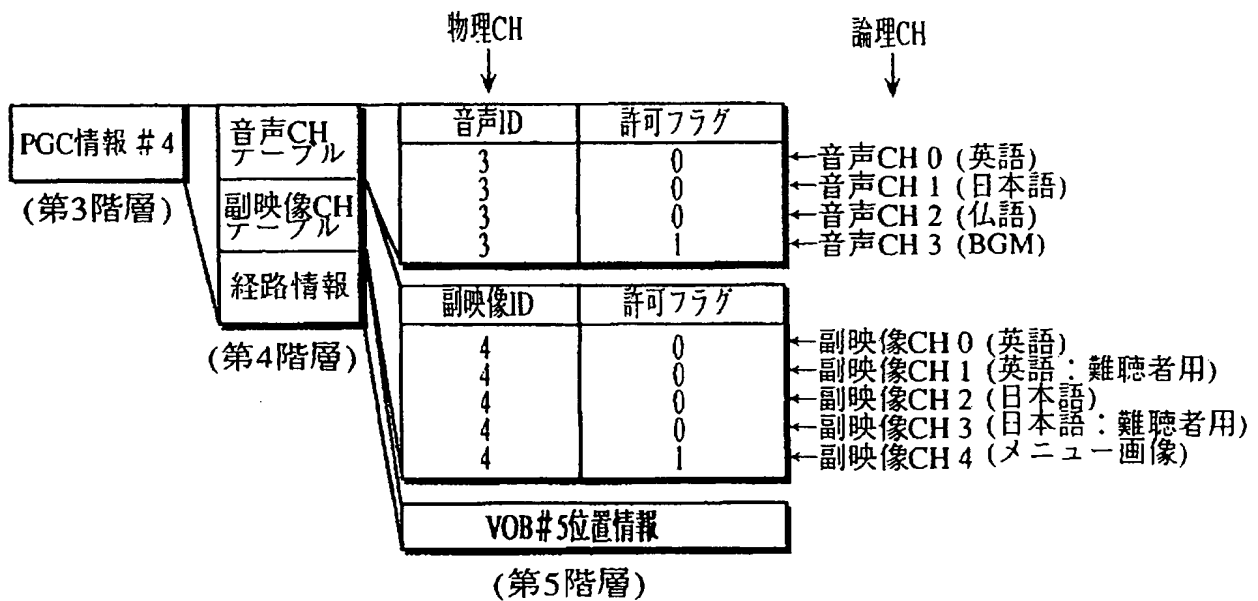 物理CH
論理CH
PGC情報 #4
(第3階層)
音声CH
テーブル
副映像CH
テーブル
経路情報
(第4階層)
音声ID 許可フラグ
3 0 ←音声CH 0 (英語)
3 0 ←音声CH 1 (日本語)
3 0 ←音声CH 2 (仏語)
3 1 ←音声CH 3 (BGM)
副映像ID 許可フラグ
4 0 ←副映像CH 0 (英語)
4 0 ←副映像CH 1 (英語:難聴者用)
4 0 ←副映像CH 2 (日本語)
4 0 ←副映像CH 3 (日本語:難聴者用)
4 1 ←副映像CH 4 (メニュー画像)
VOB#5位置情報
(第5階層)